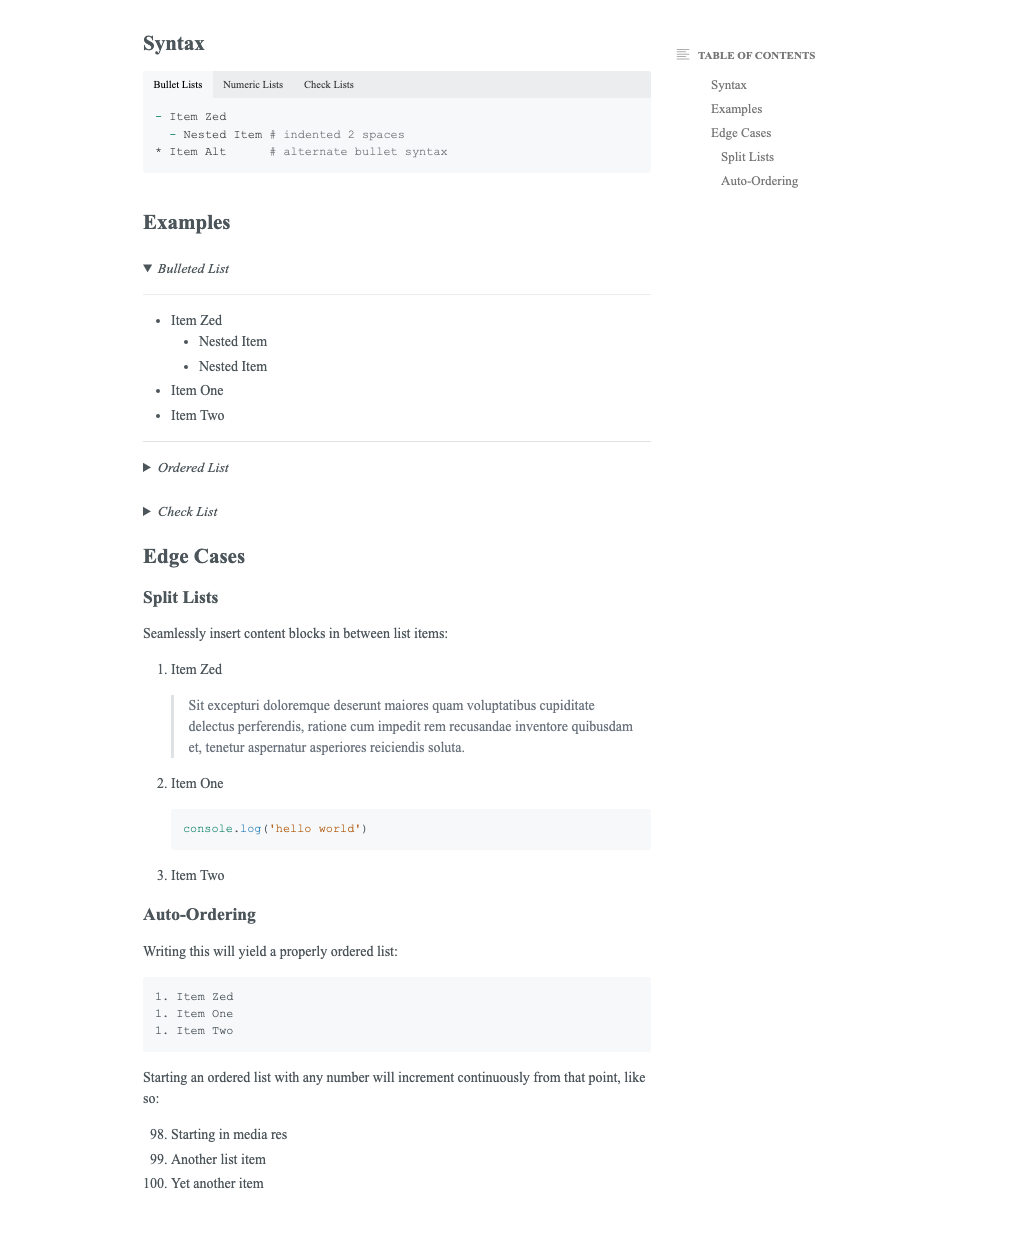 Syntax
Bullet Lists Numeric Lists Check Lists
- Item Zed
  - Nested Item # indented 2 spaces
* Item Alt      # alternate bullet syntax
Examples
▼ Bulleted List
• Item Zed
• Nested Item
• Nested Item
• Item One
• Item Two
▶ Ordered List
▶ Check List
Edge Cases
Split Lists
Seamlessly insert content blocks in between list items:
1. Item Zed
Sit excepturi doloremque deserunt maiores quam voluptatibus cupiditate
delectus perferendis, ratione cum impedit rem recusandae inventore quibusdam
et, tenetur aspernatur asperiores reiciendis soluta.
2. Item One
console.log('hello world')
3. Item Two
Auto-Ordering
Writing this will yield a properly ordered list:
1. Item Zed
1. Item One
1. Item Two
Starting an ordered list with any number will increment continuously from that point, like
so:
98. Starting in media res
99. Another list item
100. Yet another item
TABLE OF CONTENTS
Syntax
Examples
Edge Cases
Split Lists
Auto-Ordering